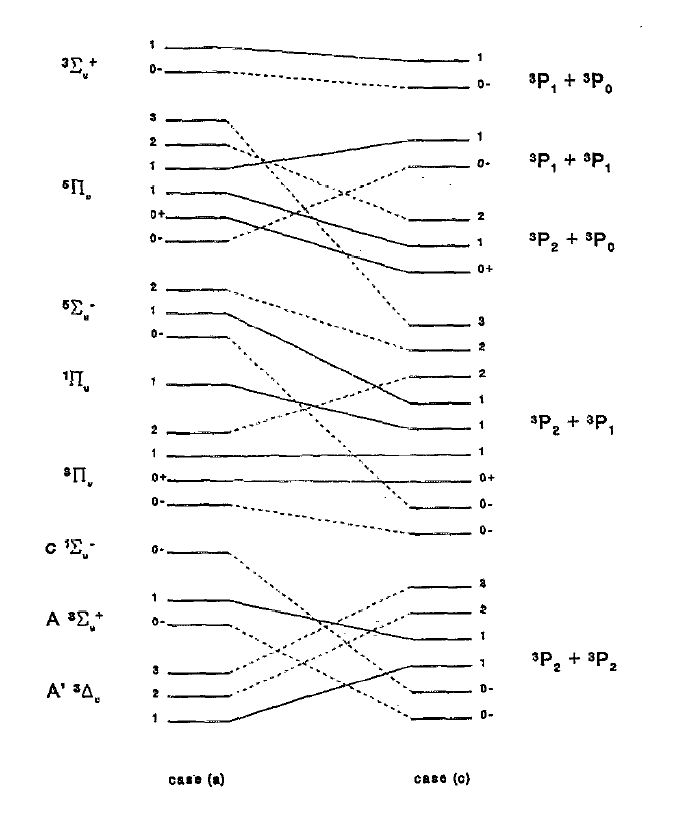 1
³Σᵤ⁺
1
0-
0-
³P₁ + ³P₀
3
2
1
1
0-
³P₁ + ³P₁
⁵Πᵤ
1
2
0+
1
³P₂ + ³P₀
0-
0+
2
⁵Σᵤ⁻
1
3
0-
2
¹Πᵤ
1
2
1
2
1
³P₂ + ³P₁
1
1
³Πᵤ
0+
0+
0-
0-
0-
c ¹Σᵤ⁻
0-
3
1
2
A ³Σᵤ⁺
0-
1
3
1
³P₂ + ³P₂
A' ³Δᵤ
2
0-
1
0-
case (a)
case (c)